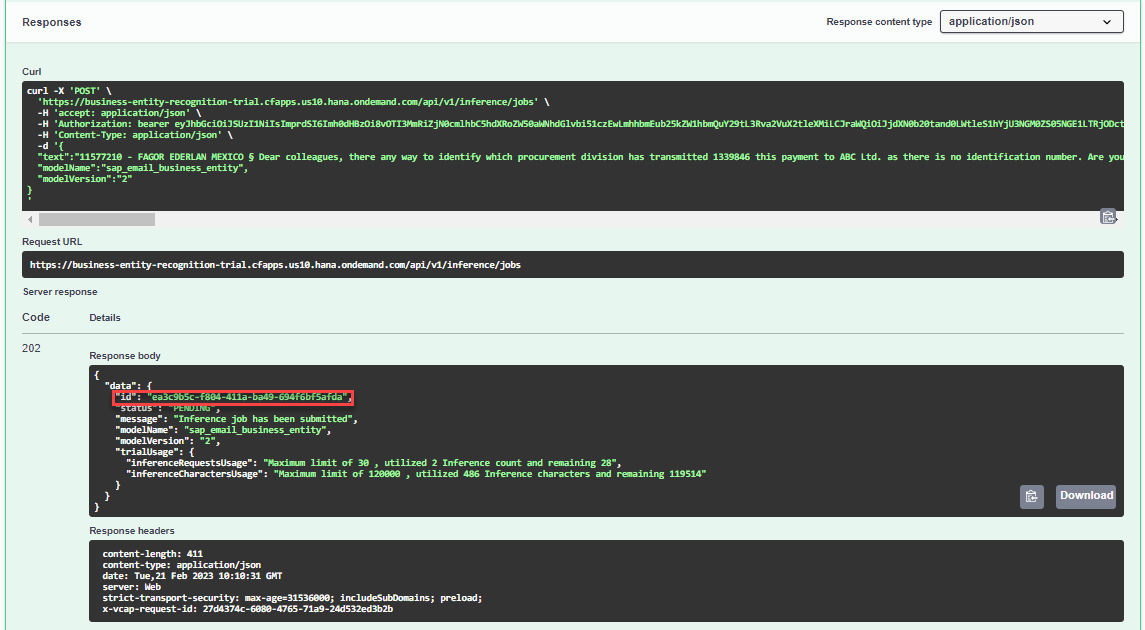 Responses
Response content type
application/json
Curl
curl -X 'POST' \
'https://business-entity-recognition-trial.cfapps.us10.hana.ondemand.com/api/v1/inference/jobs' \
-H 'accept: application/json' \
-H 'Authorization: bearer
-H 'Content-Type: application/json' \
-d '{
"text":"11577210 - FAGOR EDERLAN MEXICO § Dear colleagues, there any way to identify which procurement division has transmitted 1339846 this payment to ABC Ltd. as there is no identification number. Are you
"modelName":"sap_email_business_entity",
"modelVersion":"2"
}
'
Request URL
https://business-entity-recognition-trial.cfapps.us10.hana.ondemand.com/api/v1/inference/jobs
Server response
Code
Details
202
Response body
{
"data": {
"id": "ea3c9b5c-f804-411a-ba49-694f6bf5afda",
"status": "PENDING",
"message": "Inference job has been submitted",
"modelName": "sap_email_business_entity",
"modelVersion": "2",
"trialUsage": {
"inferenceRequestsUsage": "Maximum limit of 30 , utilized 2 Inference count and remaining 28",
"inferenceCharactersUsage": "Maximum limit of 120000 , utilized 486 Inference characters and remaining 119514"
}
}
}
Download
Response headers
content-length: 411
content-type: application/json
date: Tue,21 Feb 2023 10:10:31 GMT
server: Web
strict-transport-security: max-age=31536000; includeSubDomains; preload;
x-vcap-request-id: 27d4374c-6080-4765-71a9-24d532ed3b2b